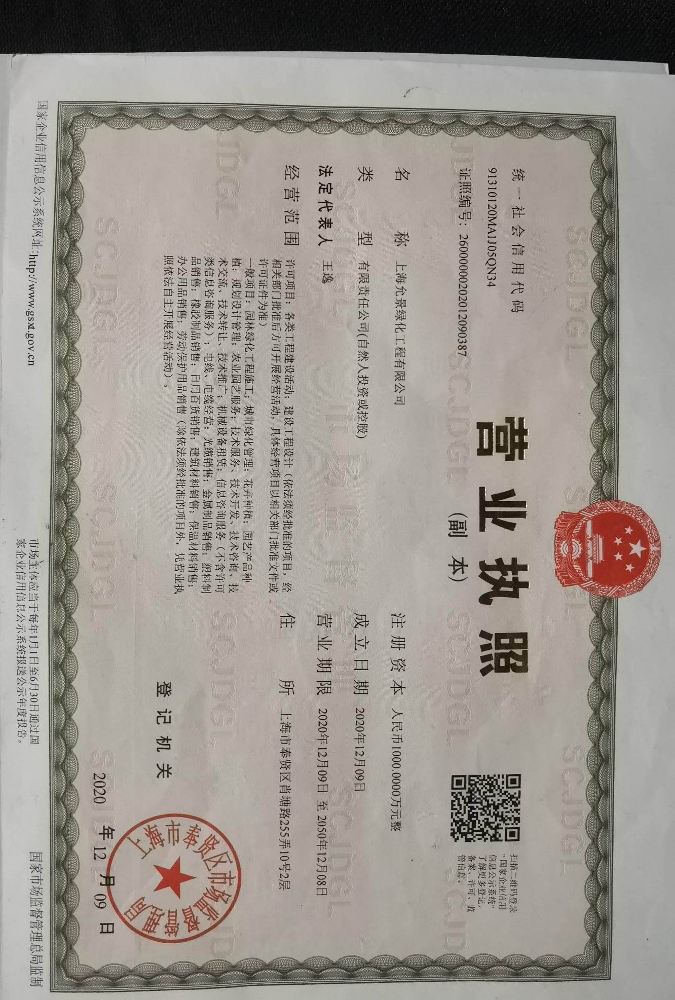 统一社会信用代码
91310120MA1J05QN34
证照编号：26000000202012090387
营业执照
（副 本）
扫描二维码登录
“国家企业信用
信息公示系统”
了解更多登记、
备案、许可、监
管信息。
名 称 上海允景绿化工程有限公司
类 型 有限责任公司(自然人投资或控股)
法定代表人 王逸
经营范围 许可项目：各类工程建设活动；建设工程设计（依法须经批准的项目，经
相关部门批准后方可开展经营活动，具体经营项目以相关部门批准文件或
许可证件为准）
一般项目：园林绿化工程施工；城市绿化管理；花卉种植；园艺产品种
植；规划设计管理；农业园艺服务；技术服务、技术开发、技术咨询、技
术交流、技术转让、技术推广；机械设备租赁；信息咨询服务（不含许可
类信息咨询服务）；电线、电缆经营；光缆销售；金属制品销售；塑料制
品销售；橡胶制品销售；日用百货销售；建筑材料销售；保温材料销售；
办公用品销售；劳动保护用品销售（除依法须经批准的项目外，凭营业执
照依法自主开展经营活动）。
注册资本 人民币1000.0000万元整
成立日期 2020年12月09日
营业期限 2020年12月09日 至 2050年12月08日
住 所 上海市奉贤区肖塘路255弄10号2层
登记机关
上海市奉贤区市场监督管理局
2020 年 12 月 09 日
国家企业信用信息公示系统网址:http://www.gsxt.gov.cn
市场主体应当于每年1月1日至6月30日通过国
家企业信用信息公示系统报送公示年度报告。
国家市场监督管理总局监制
SCJDGL
市场监督管理